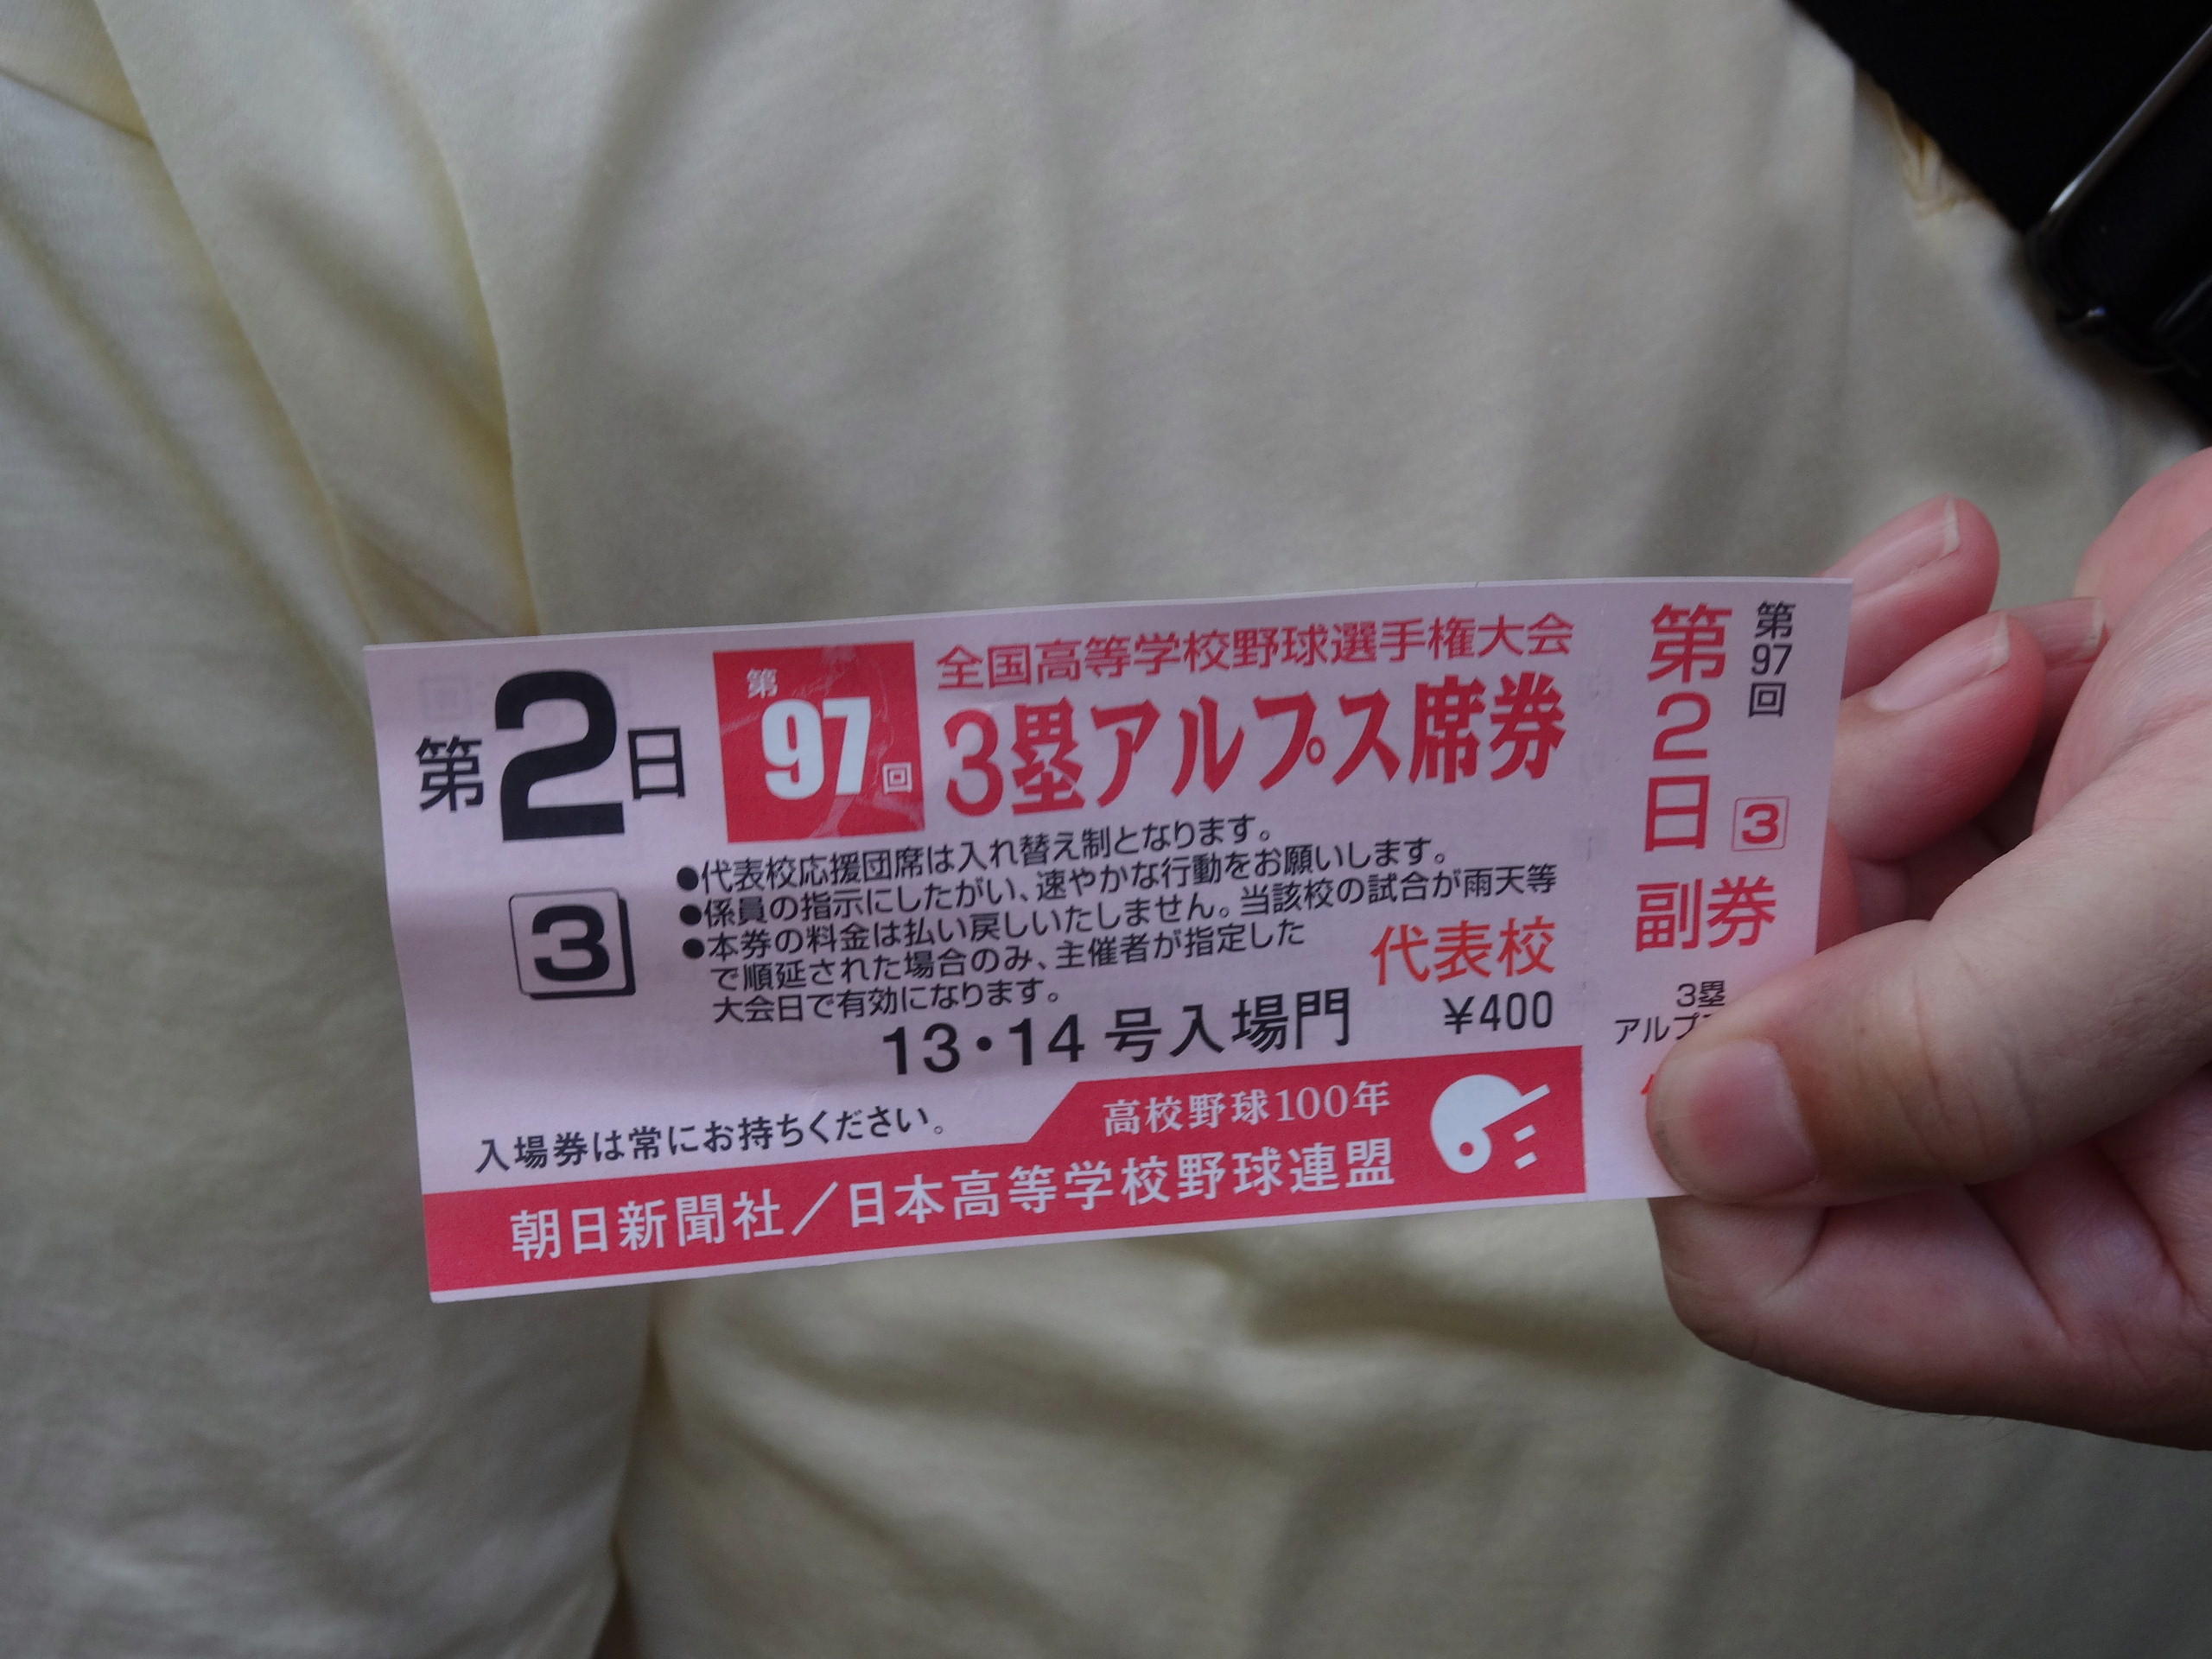 第2日
3
第97回
全国高等学校野球選手権大会
3塁アルプス席券
●代表校応援団席は入れ替え制となります。
●係員の指示にしたがい、速やかな行動をお願いします。
●本券の料金は払い戻しいたしません。当該校の試合が雨天等
で順延された場合のみ、主催者が指定した
大会日で有効になります。
代表校
¥400
13・14号入場門
入場券は常にお持ちください。
高校野球100年
朝日新聞社/日本高等学校野球連盟
第97回
第2日
3
副券
3塁
アルプ